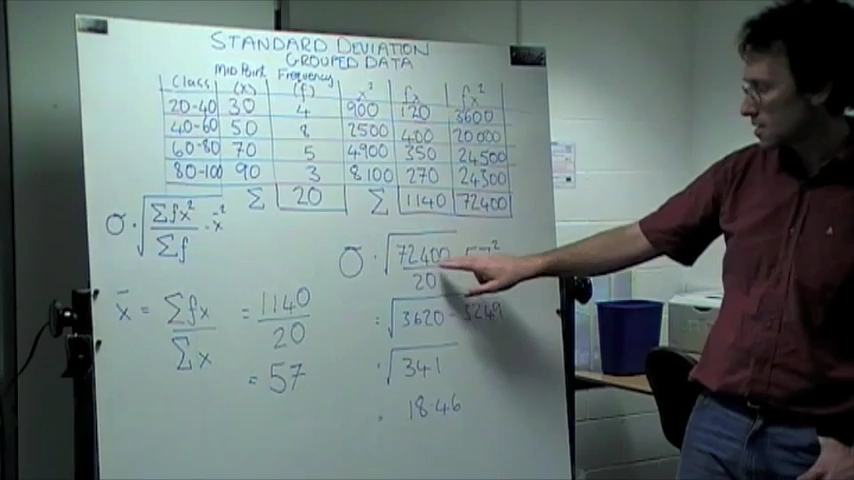 STANDARD DEVIATION
GROUPED DATA
Class Mid Point (x) Frequency (f) x² fx fx²
20-40 30 4 900 120 3600
40-60 50 8 2500 400 20000
60-80 70 5 4900 350 24500
80-100 90 3 8100 270 24300
Σ 20 Σ 1140 72400
σ = √ Σfx² / Σf - x̄²
σ = √ 72400 / 20 57²
= √ 3620 - 3249
= √ 341
= 18.46
x̄ = Σfx / Σx = 1140 / 20
= 57